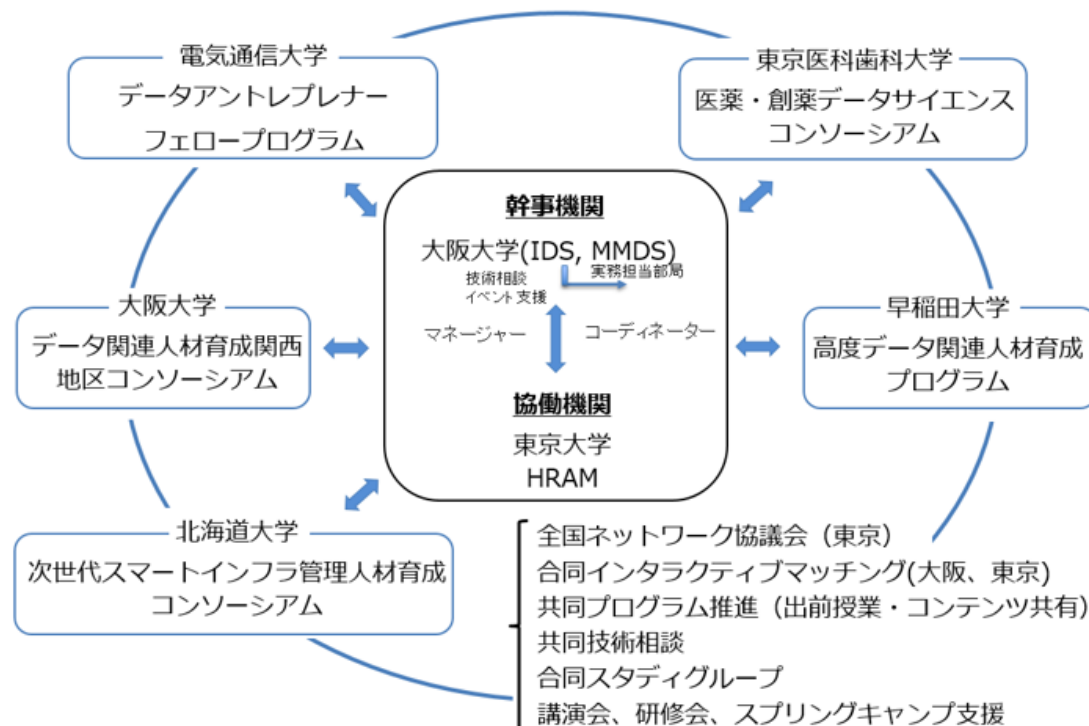 電気通信大学
データアントレプレナー
フェロープログラム
東京医科歯科大学
医薬・創薬データサイエンス
コンソーシアム
幹事機関
大阪大学(IDS, MMDS)
技術相談
イベント支援
実務担当部局
マネージャー
コーディネーター
協働機関
東京大学
HRAM
大阪大学
データ関連人材育成関西
地区コンソーシアム
早稲田大学
高度データ関連人材育成
プログラム
北海道大学
次世代スマートインフラ管理人材育成
コンソーシアム
全国ネットワーク協議会（東京）
合同インタラクティブマッチング(大阪、東京)
共同プログラム推進（出前授業・コンテンツ共有）
共同技術相談
合同スタディグループ
講演会、研修会、スプリングキャンプ支援